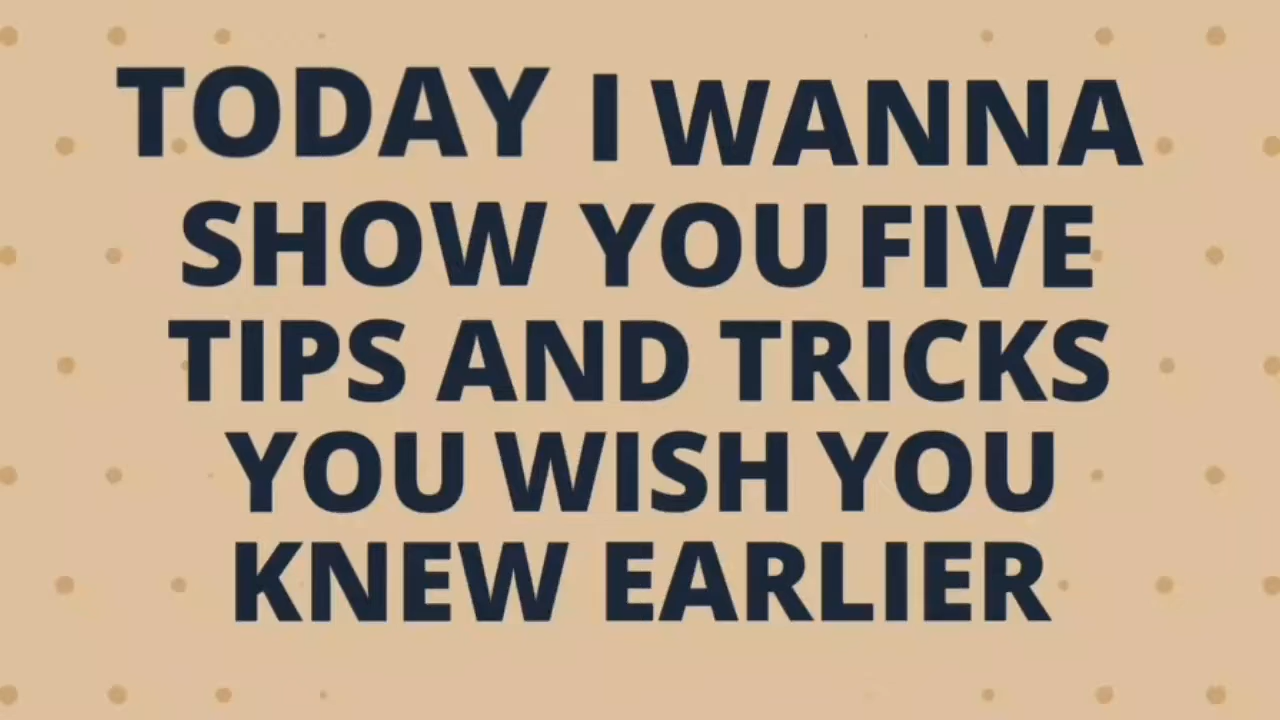 TODAY I WANNA
SHOW YOU FIVE
TIPS AND TRICKS
YOU WISH YOU
KNEW EARLIER